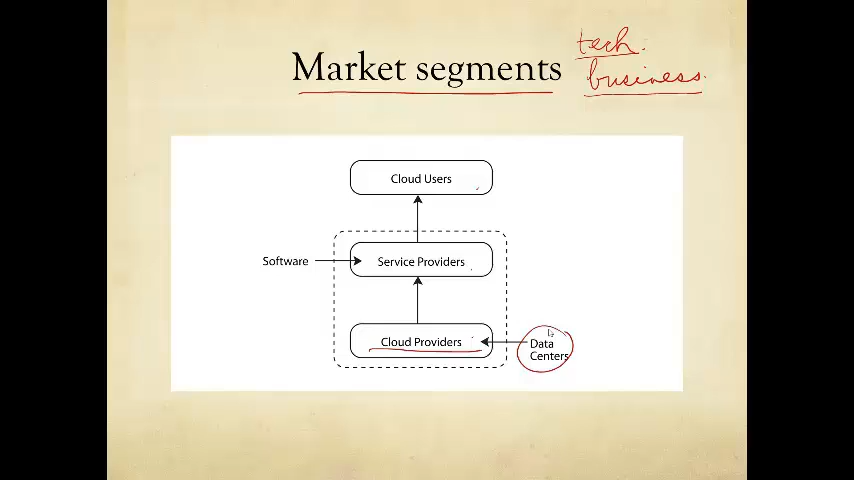 Market segments
tech.
business.
Cloud Users
Software
Service Providers
Cloud Providers
Data
Centers